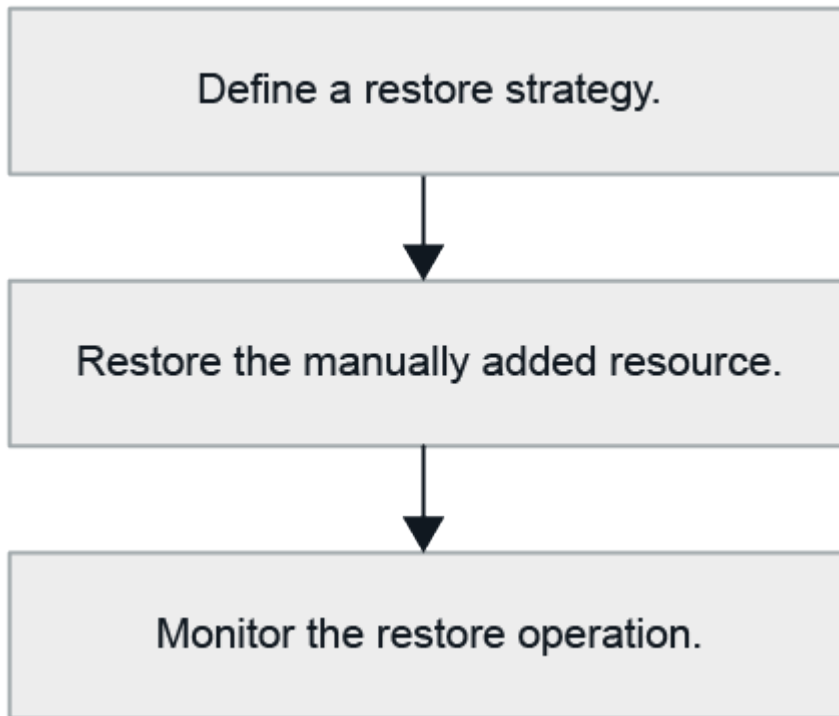 Define a restore strategy.
Restore the manually added resource.
Monitor the restore operation.